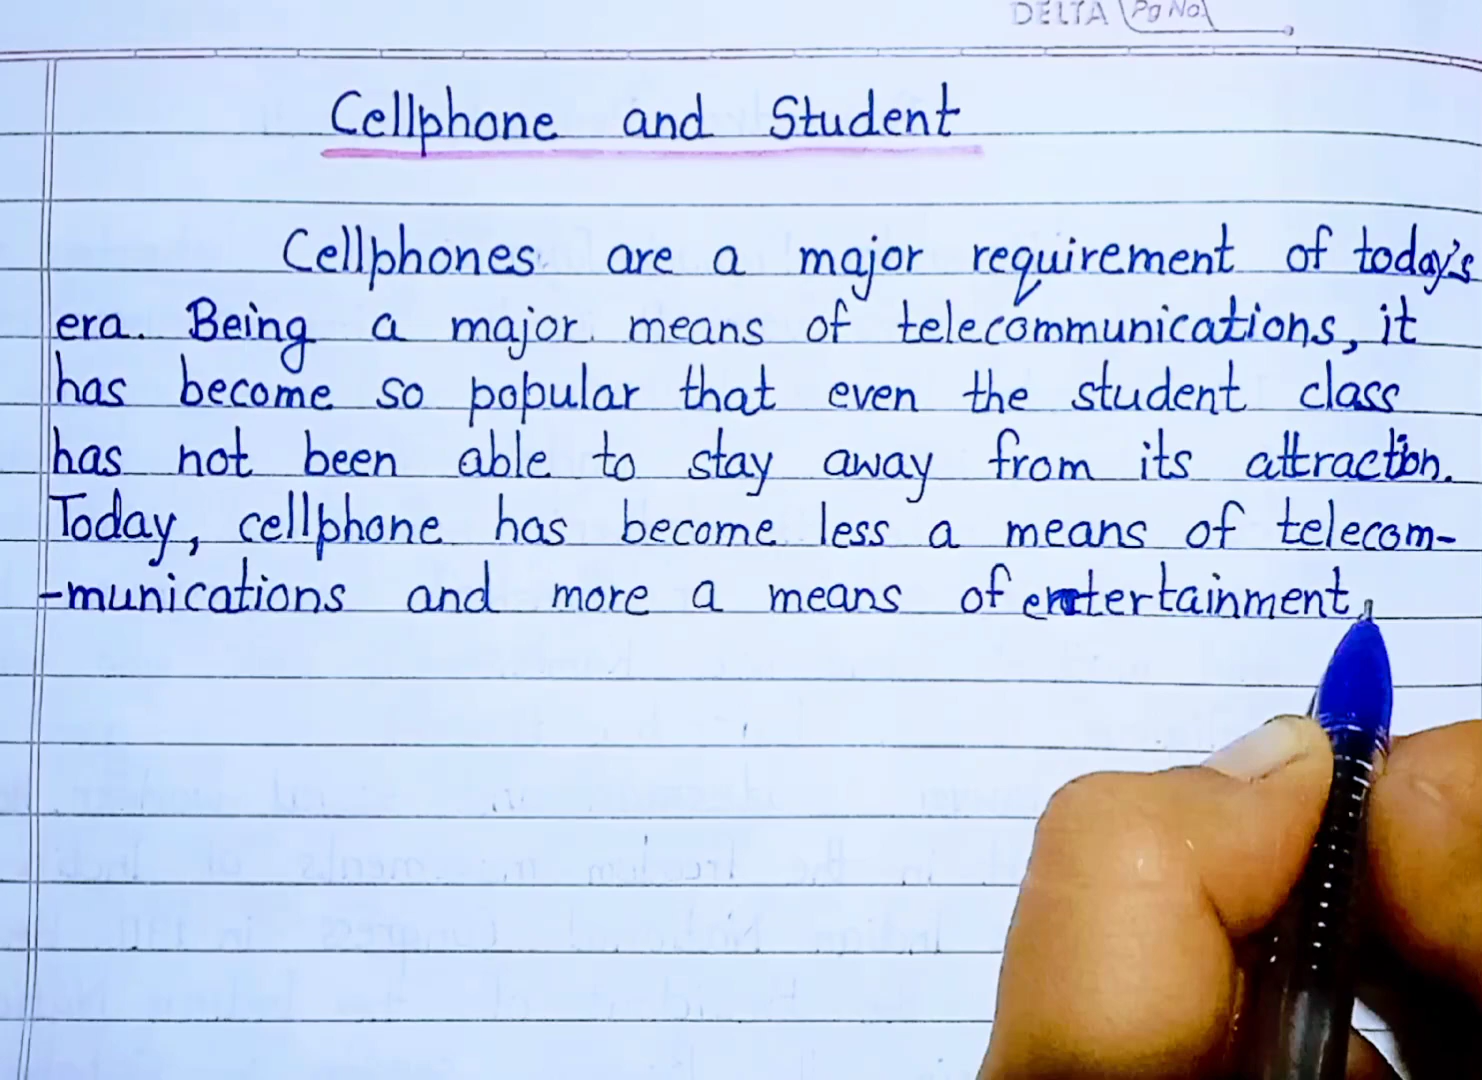 DELTA Pg No.
Cellphone and Student
Cellphones are a major requirement of today's
era. Being a major means of telecommunications, it
has become so popular that even the student class
has not been able to stay away from its attraction.
Today, cellphone has become less a means of telecom-
-munications and more a means of entertainment.